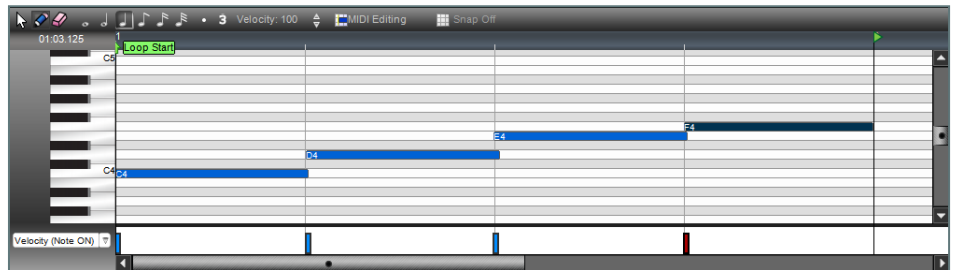 3 Velocity: 100 MIDI Editing Snap Off
01:03.125 1
Loop Start
C5
F4
E4
D4
C4 C4
Velocity (Note ON)